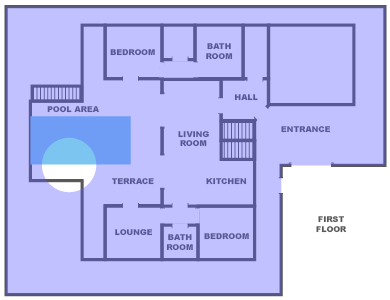 BEDROOM
BATH
ROOM
HALL
POOL AREA
ENTRANCE
LIVING
ROOM
TERRACE
KITCHEN
FIRST
FLOOR
LOUNGE
BATH
ROOM
BEDROOM